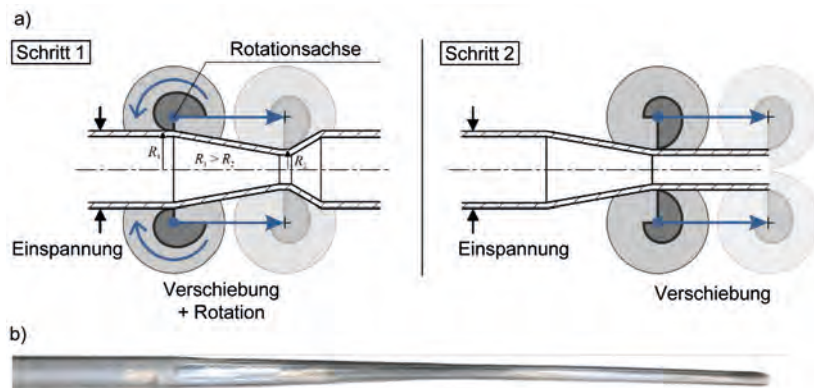 a)
Schritt 1
Rotationsachse
R₁
R₁ > R₂
R₂
Einspannung
Verschiebung
+ Rotation
Schritt 2
Einspannung
Verschiebung
b)